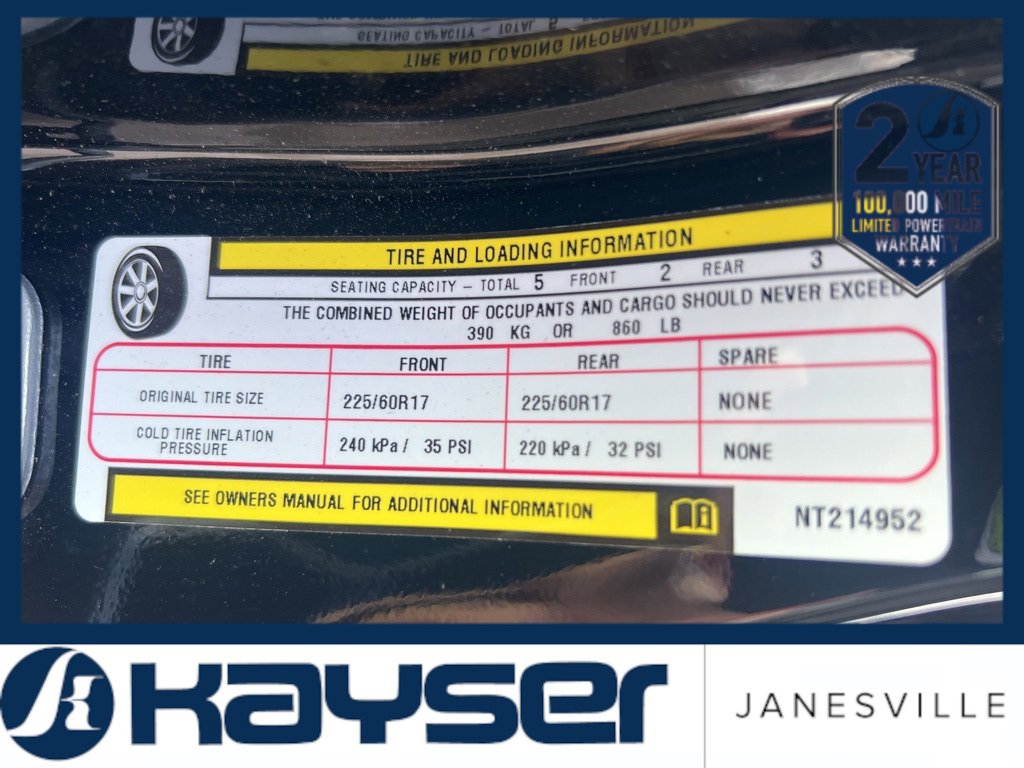 SEATING CAPACITY - TOTAL
TIRE AND LOADING INFORMATION
2
YEAR
100,000 MILE
LIMITED POWERTRAIN
WARRANTY
TIRE AND LOADING INFORMATION
SEATING CAPACITY – TOTAL 5 FRONT 2 REAR 3
THE COMBINED WEIGHT OF OCCUPANTS AND CARGO SHOULD NEVER EXCEED
390 KG OR 860 LB
TIRE FRONT REAR SPARE
ORIGINAL TIRE SIZE 225/60R17 225/60R17 NONE
COLD TIRE INFLATION
PRESSURE 240 kPa / 35 PSI 220 kPa / 32 PSI NONE
SEE OWNERS MANUAL FOR ADDITIONAL INFORMATION
NT214952
KAYSER
JANESVILLE